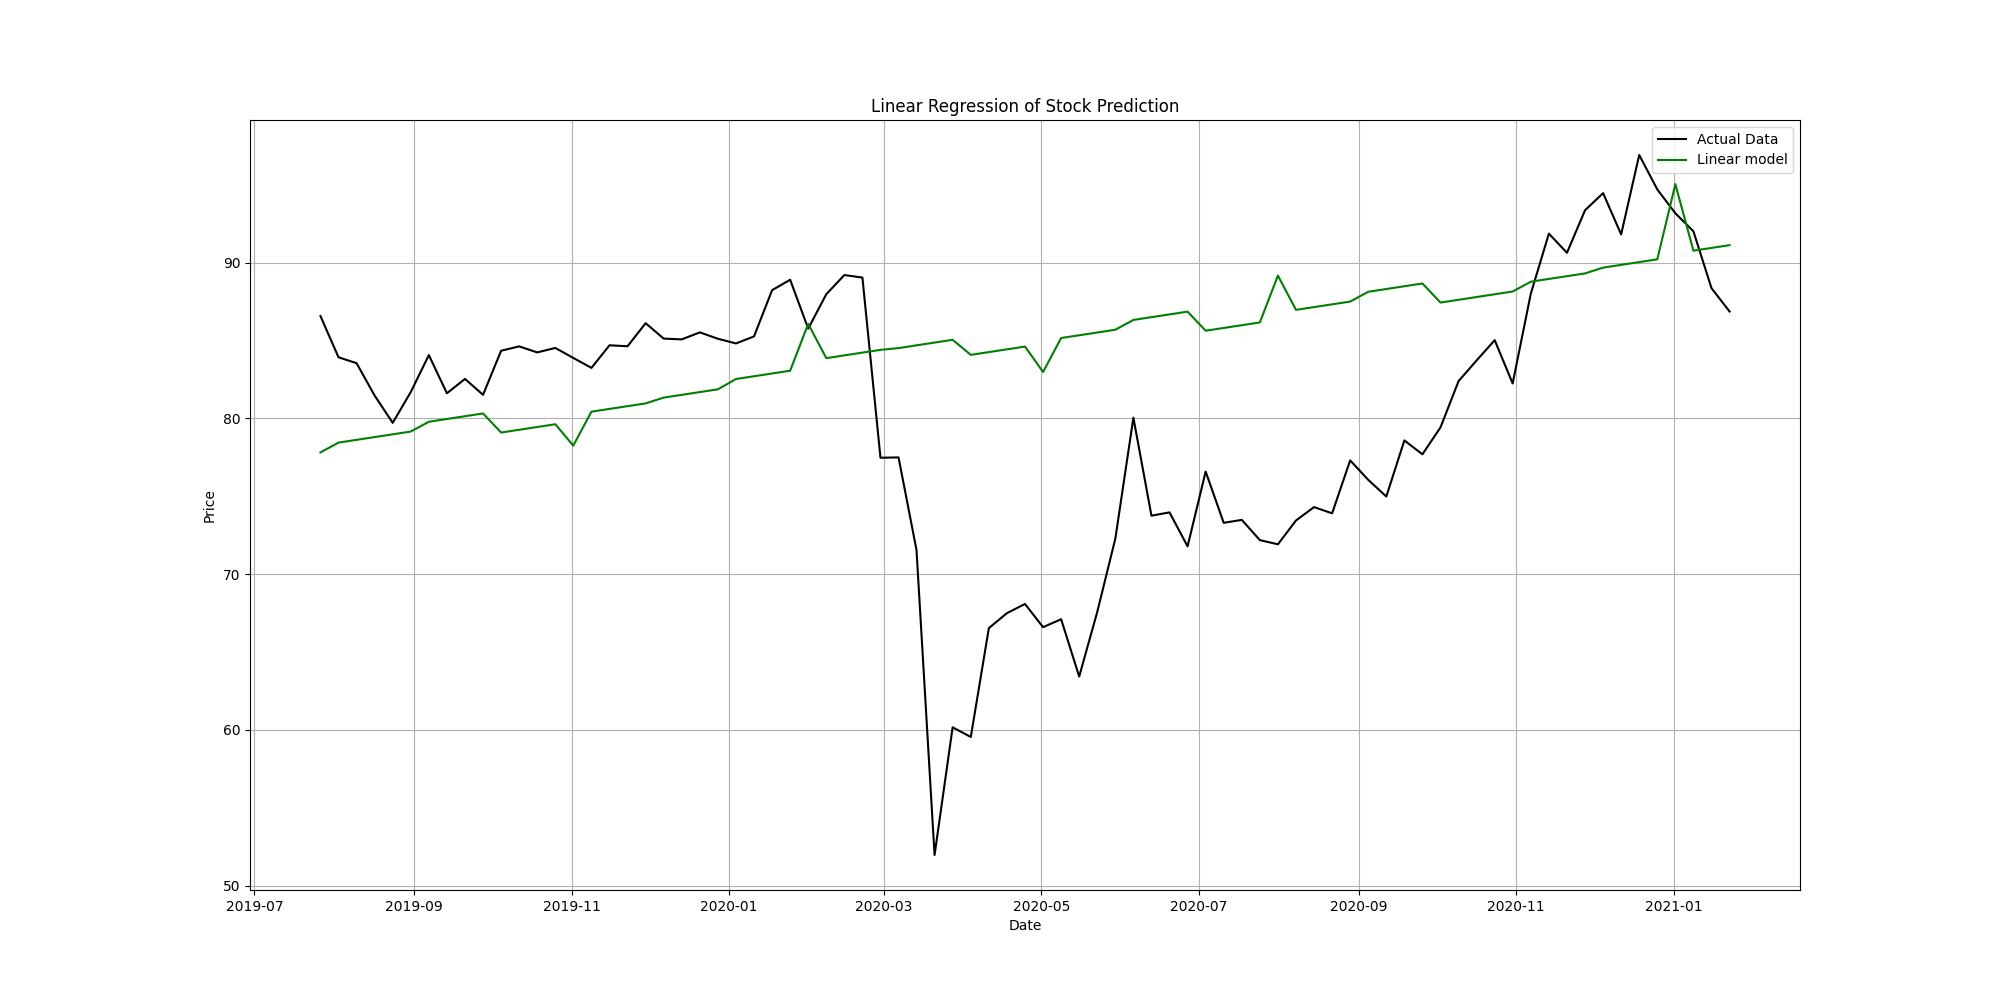 Linear Regression of Stock Prediction
Actual Data
Linear model
90
80
70
60
50
Price
2019-07 2019-09 2019-11 2020-01 2020-03 2020-05 2020-07 2020-09 2020-11 2021-01
Date